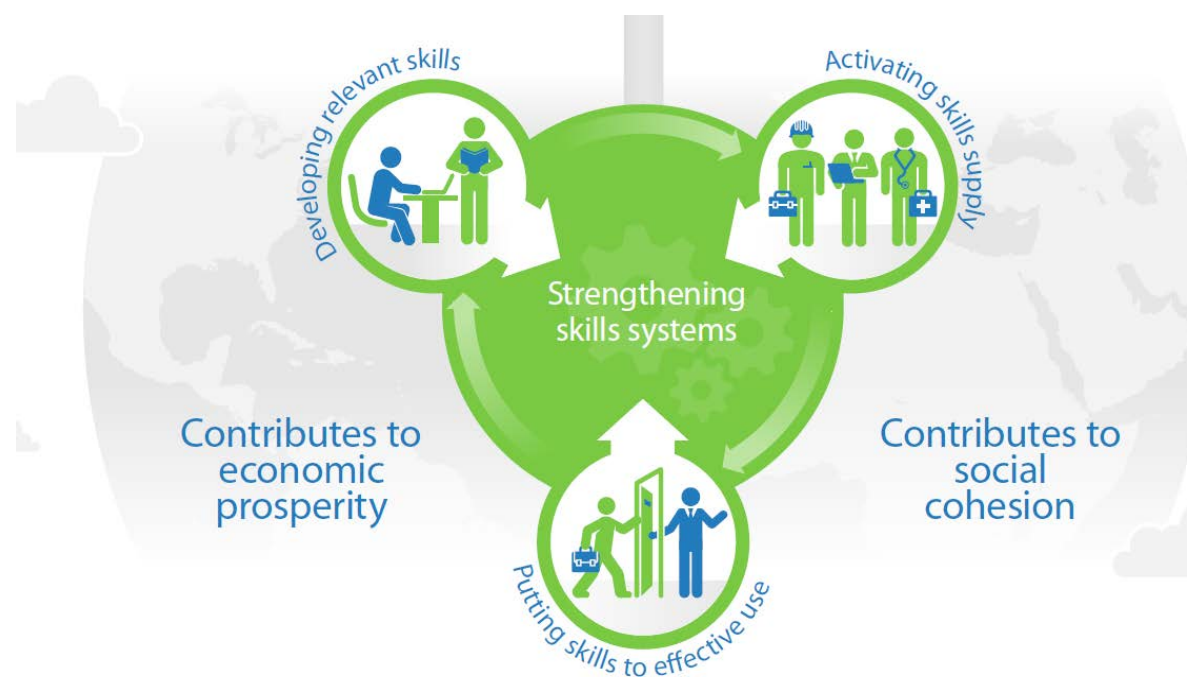 Developing relevant skills
Activating skills supply
Strengthening
skills systems
Contributes to
economic
prosperity
Contributes to
social
cohesion
Putting skills to effective use